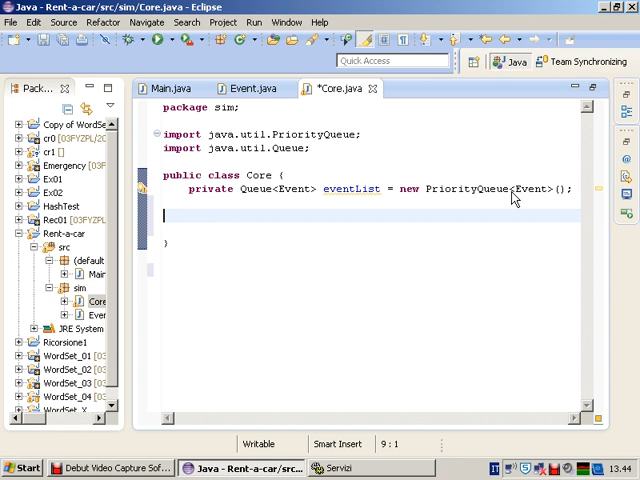 Java - Rent-a-car/src/sim/Core.java - Eclipse
File Edit Source Refactor Navigate Search Project Run Window Help
Quick Access
Java
Team Synchronizing
Pack...
Main.java
Event.java
*Core.java
Copy of WordSe
cr0 [03FYZPL/20
cr1 []
Emergency [03FY
Ex01
Ex02
HashTest
Rec01 [03FYZPL
Rent-a-car
src
(default
Main
sim
Core
Even
JRE System
Ricorsione1
WordSet_01 [03
WordSet_02 [03
WordSet_03 [03
WordSet_04 [03
WordSet_X
package sim;
import java.util.PriorityQueue;
import java.util.Queue;
public class Core {
private Queue<Event> eventList = new PriorityQueue<Event>();
}
Writable
Smart Insert
9 : 1
Start
Debut Video Capture Sof...
Java - Rent-a-car/src...
Servizi
IT
13.44